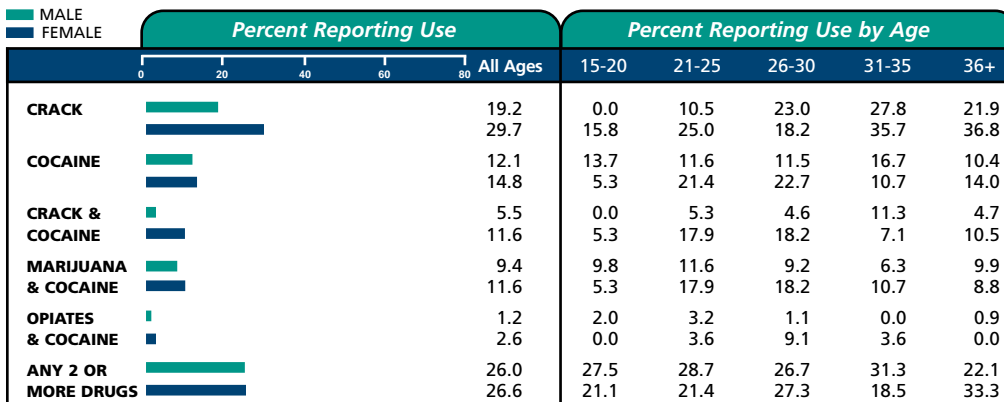 MALE
FEMALE
Percent Reporting Use
Percent Reporting Use by Age
0 20 40 60 80 All Ages 15-20 21-25 26-30 31-35 36+
CRACK 19.2 0.0 10.5 23.0 27.8 21.9
29.7 15.8 25.0 18.2 35.7 36.8
COCAINE 12.1 13.7 11.6 11.5 16.7 10.4
14.8 5.3 21.4 22.7 10.7 14.0
CRACK & 5.5 0.0 5.3 4.6 11.3 4.7
COCAINE 11.6 5.3 17.9 18.2 7.1 10.5
MARIJUANA 9.4 9.8 11.6 9.2 6.3 9.9
& COCAINE 11.6 5.3 17.9 18.2 10.7 8.8
OPIATES 1.2 2.0 3.2 1.1 0.0 0.9
& COCAINE 2.6 0.0 3.6 9.1 3.6 0.0
ANY 2 OR 26.0 27.5 28.7 26.7 31.3 22.1
MORE DRUGS 26.6 21.1 21.4 27.3 18.5 33.3